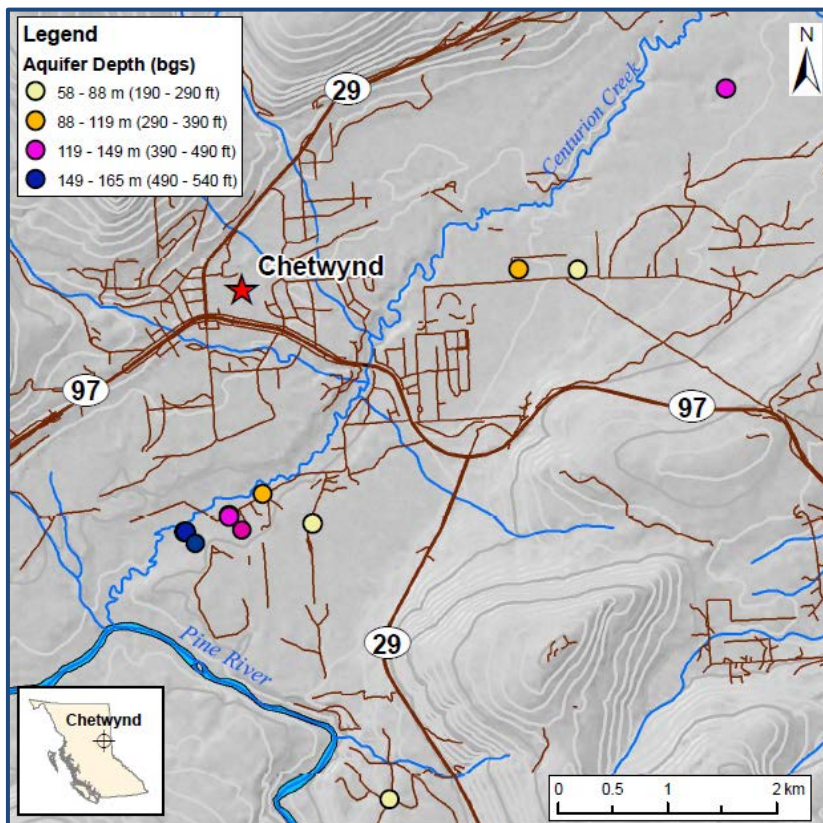 Legend
Aquifer Depth (bgs)
58 - 88 m (190 - 290 ft)
88 - 119 m (290 - 390 ft)
119 - 149 m (390 - 490 ft)
149 - 165 m (490 - 540 ft)
N
29
Centurion Creek
Chetwynd
97
97
29
Pine River
Chetwynd
0 0.5 1 2 km